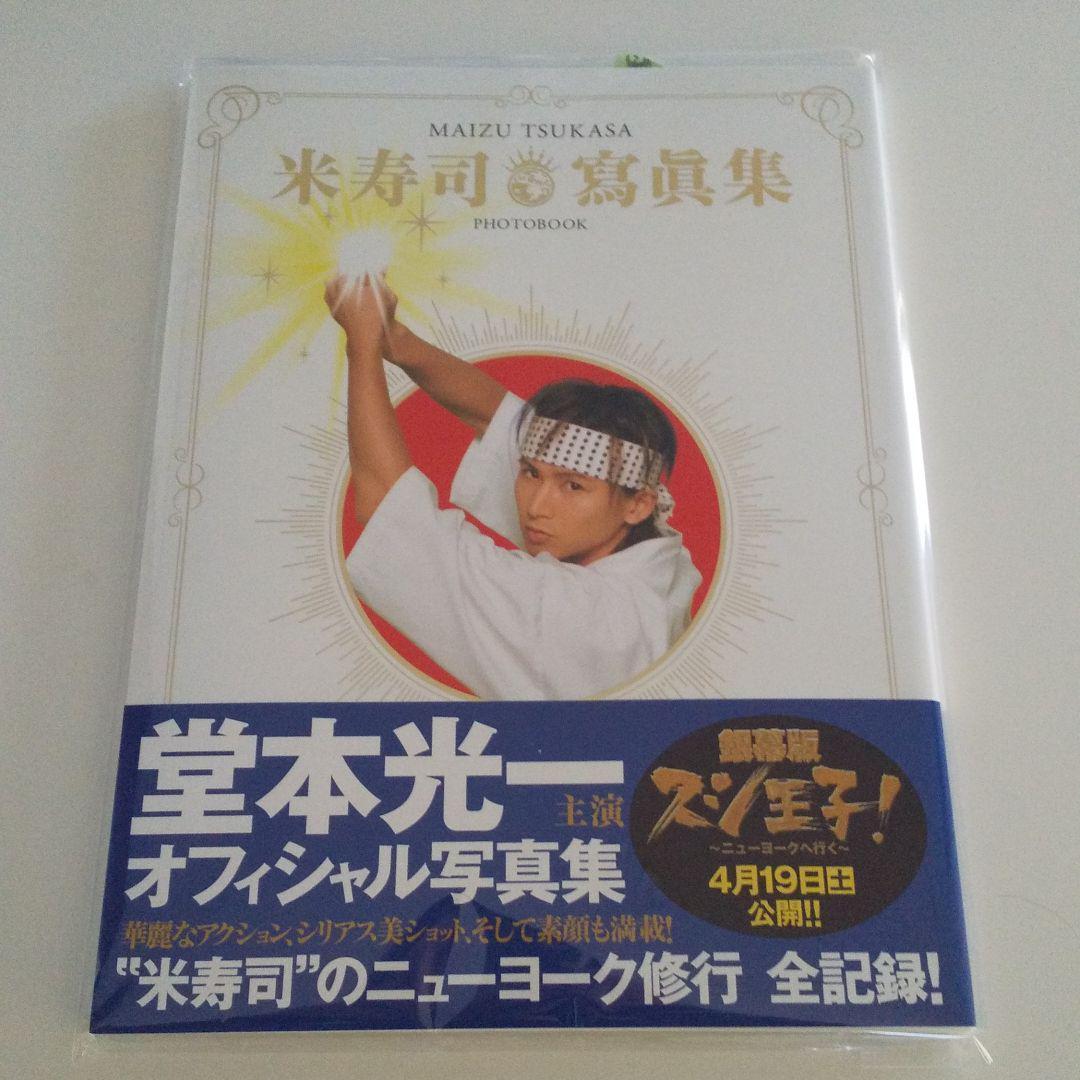 MAIZU TSUKASA
米寿司 寫眞集
PHOTOBOOK
堂本光一
主演
オフィシャル写真集
華麗なアクション、シリアス美ショット、そして素顔も満載!
“米寿司”のニューヨーク修行 全記録!
銀幕版
スシ王子!
～ニューヨークへ行く～
4月19日土
公開!!